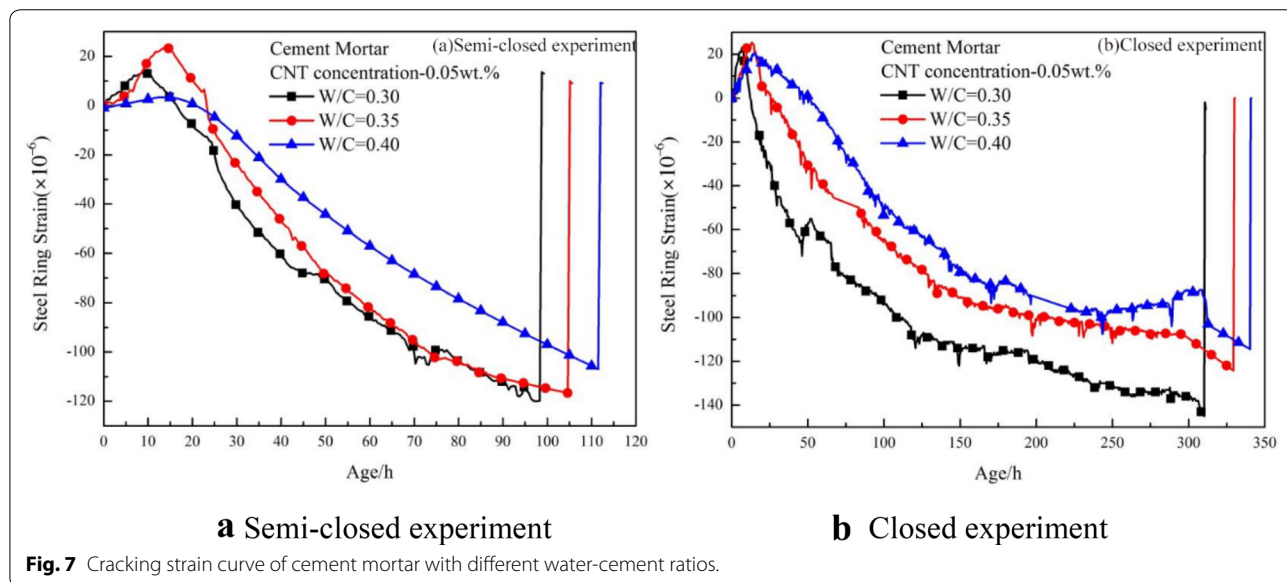 (a)Semi-closed experiment
Cement Mortar
CNT concentration-0.05wt.%
W/C=0.30
W/C=0.35
W/C=0.40
Steel Ring Strain(×10⁻⁶)
20
0
-20
-40
-60
-80
-100
-120
0 10 20 30 40 50 60 70 80 90 100 110 120
Age/h
a Semi-closed experiment
(b)Closed experiment
Cement Mortar
CNT concentration-0.05wt.%
W/C=0.30
W/C=0.35
W/C=0.40
Steel Ring Strain(×10⁻⁶)
40
20
0
-20
-40
-60
-80
-100
-120
-140
0 50 100 150 200 250 300 350
Age/h
b Closed experiment
Fig. 7 Cracking strain curve of cement mortar with different water-cement ratios.